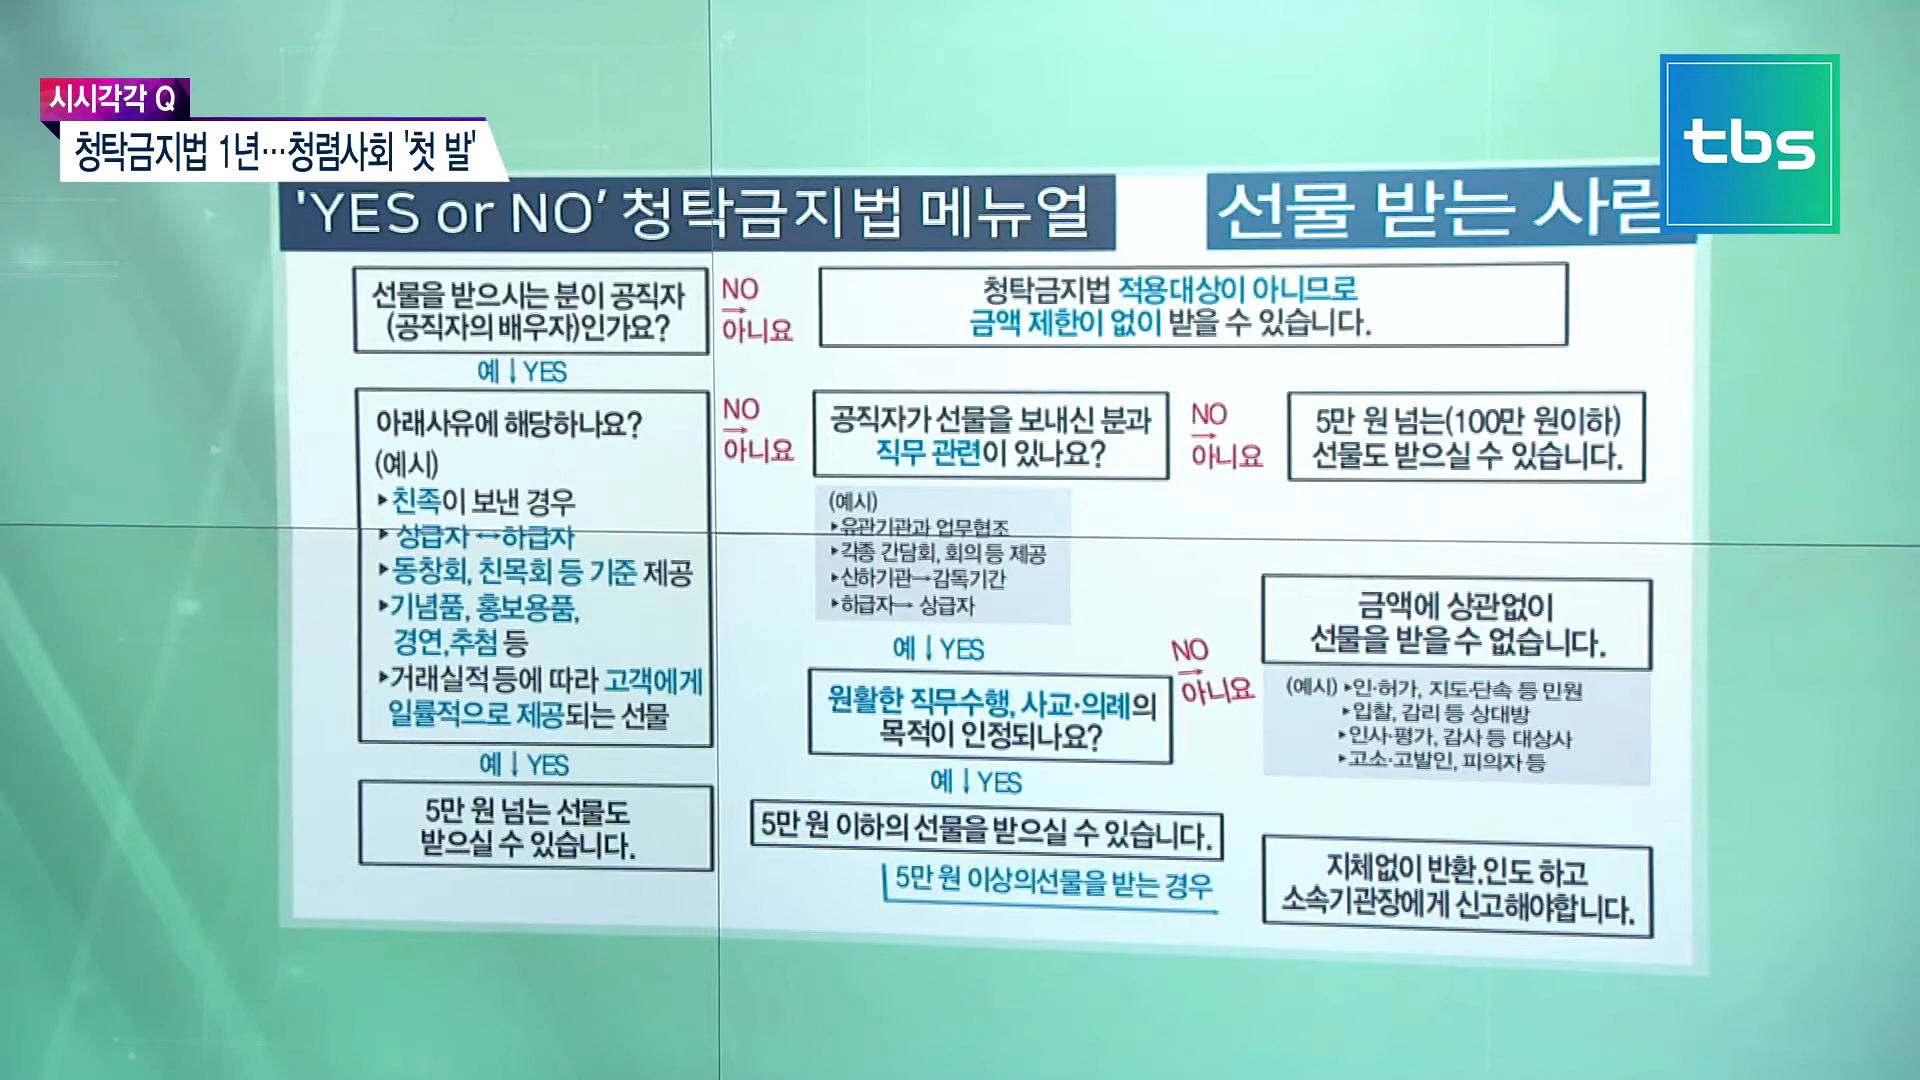 시시각각 Q
청탁금지법 1년…청렴사회 '첫 발'
tbs
'YES or NO' 청탁금지법 메뉴얼
선물 받는 사람
선물을 받으시는 분이 공직자
(공직자의 배우자)인가요?
NO
→
아니요
청탁금지법 적용대상이 아니므로
금액 제한이 없이 받을 수 있습니다.
예↓YES
아래사유에 해당하나요?
(예시)
▸친족이 보낸 경우
▸상급자 ↔하급자
▸동창회, 친목회 등 기준 제공
▸기념품, 홍보용품,
경연,추첨 등
▸거래실적 등에 따라 고객에게
일률적으로 제공되는 선물
NO
→
아니요
공직자가 선물을 보내신 분과
직무 관련이 있나요?
NO
→
아니요
5만 원 넘는(100만 원이하)
선물도 받으실 수 있습니다.
(예시)
▸유관기관과 업무협조
▸각종 간담회, 회의 등 제공
▸산하기관→감독기간
▸하급자→ 상급자
예↓YES
원활한 직무수행, 사교·의례의
목적이 인정되나요?
NO
→
아니요
금액에 상관없이
선물을 받을 수 없습니다.
(예시) ▸인·허가, 지도·단속 등 민원
▸입찰, 감리 등 상대방
▸인사·평가, 감사 등 대상사
▸고소·고발인, 피의자 등
예↓YES
5만 원 넘는 선물도
받으실 수 있습니다.
예↓YES
5만 원 이하의 선물을 받으실 수 있습니다.
5만 원 이상의선물을 받는 경우
지체없이 반환.인도 하고
소속기관장에게 신고해야합니다.